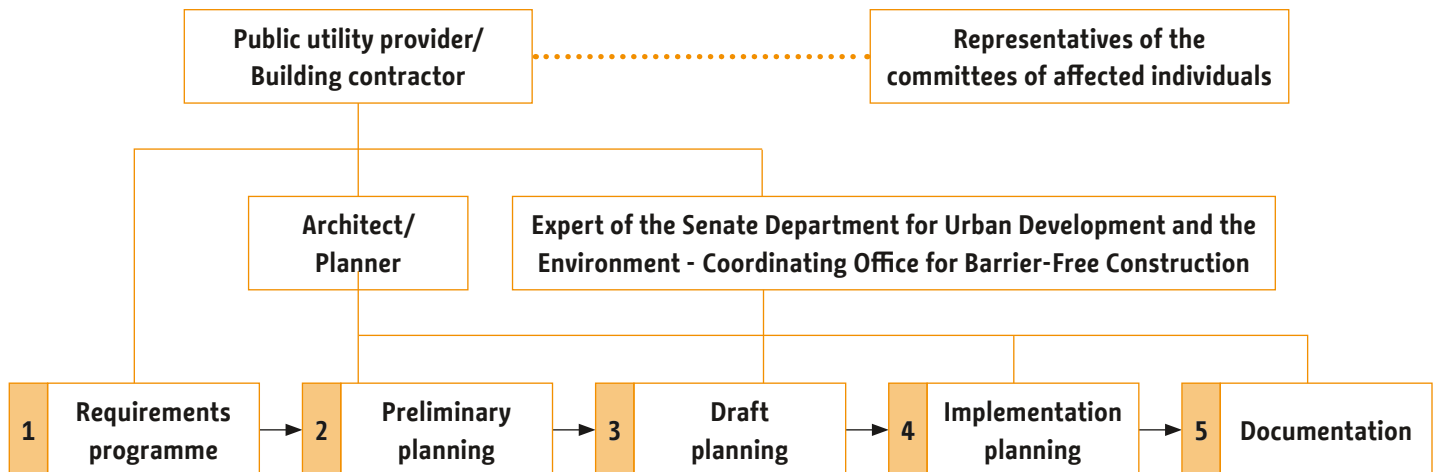 Public utility provider/
Building contractor
Representatives of the
committees of affected individuals
Architect/
Planner
Expert of the Senate Department for Urban Development and the
Environment - Coordinating Office for Barrier-Free Construction
1
Requirements
programme
2
Preliminary
planning
3
Draft
planning
4
Implementation
planning
5
Documentation